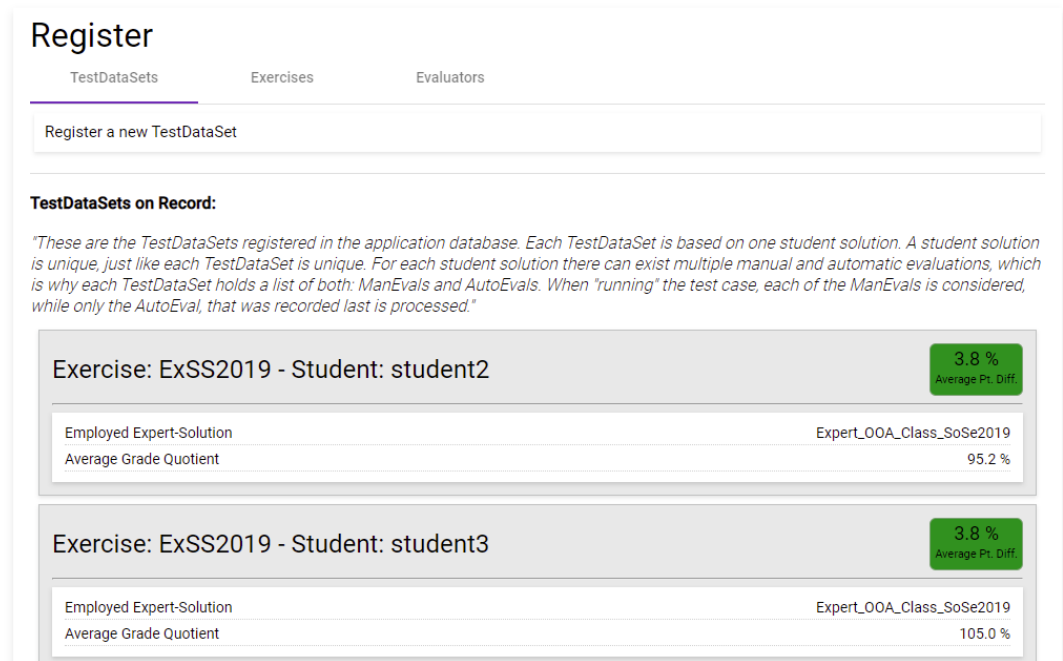 Register
TestDataSets Exercises Evaluators
Register a new TestDataSet
TestDataSets on Record:
"These are the TestDataSets registered in the application database. Each TestDataSet is based on one student solution. A student solution
is unique, just like each TestDataSet is unique. For each student solution there can exist multiple manual and automatic evaluations, which
is why each TestDataSet holds a list of both: ManEvals and AutoEvals. When "running" the test case, each of the ManEvals is considered,
while only the AutoEval, that was recorded last is processed."
Exercise: ExSS2019 - Student: student2
3.8 %
Average Pt. Diff.
Employed Expert-Solution Expert_OOA_Class_SoSe2019
Average Grade Quotient 95.2 %
Exercise: ExSS2019 - Student: student3
3.8 %
Average Pt. Diff.
Employed Expert-Solution Expert_OOA_Class_SoSe2019
Average Grade Quotient 105.0 %